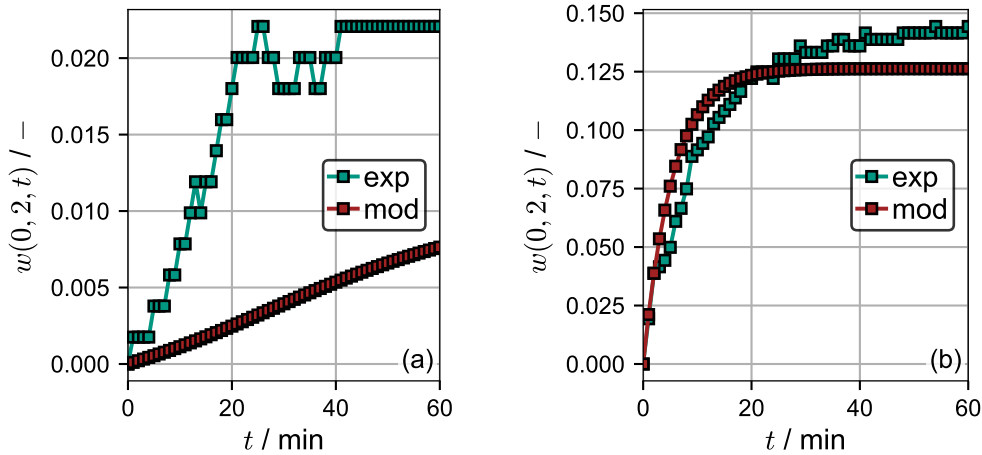 w(0, 2, t) / −
0.020
0.015
0.010
0.005
0.000
exp
mod
(a)
0 20 40 60
t / min
w(0, 2, t) / −
0.150
0.125
0.100
0.075
0.050
0.025
0.000
exp
mod
(b)
0 20 40 60
t / min